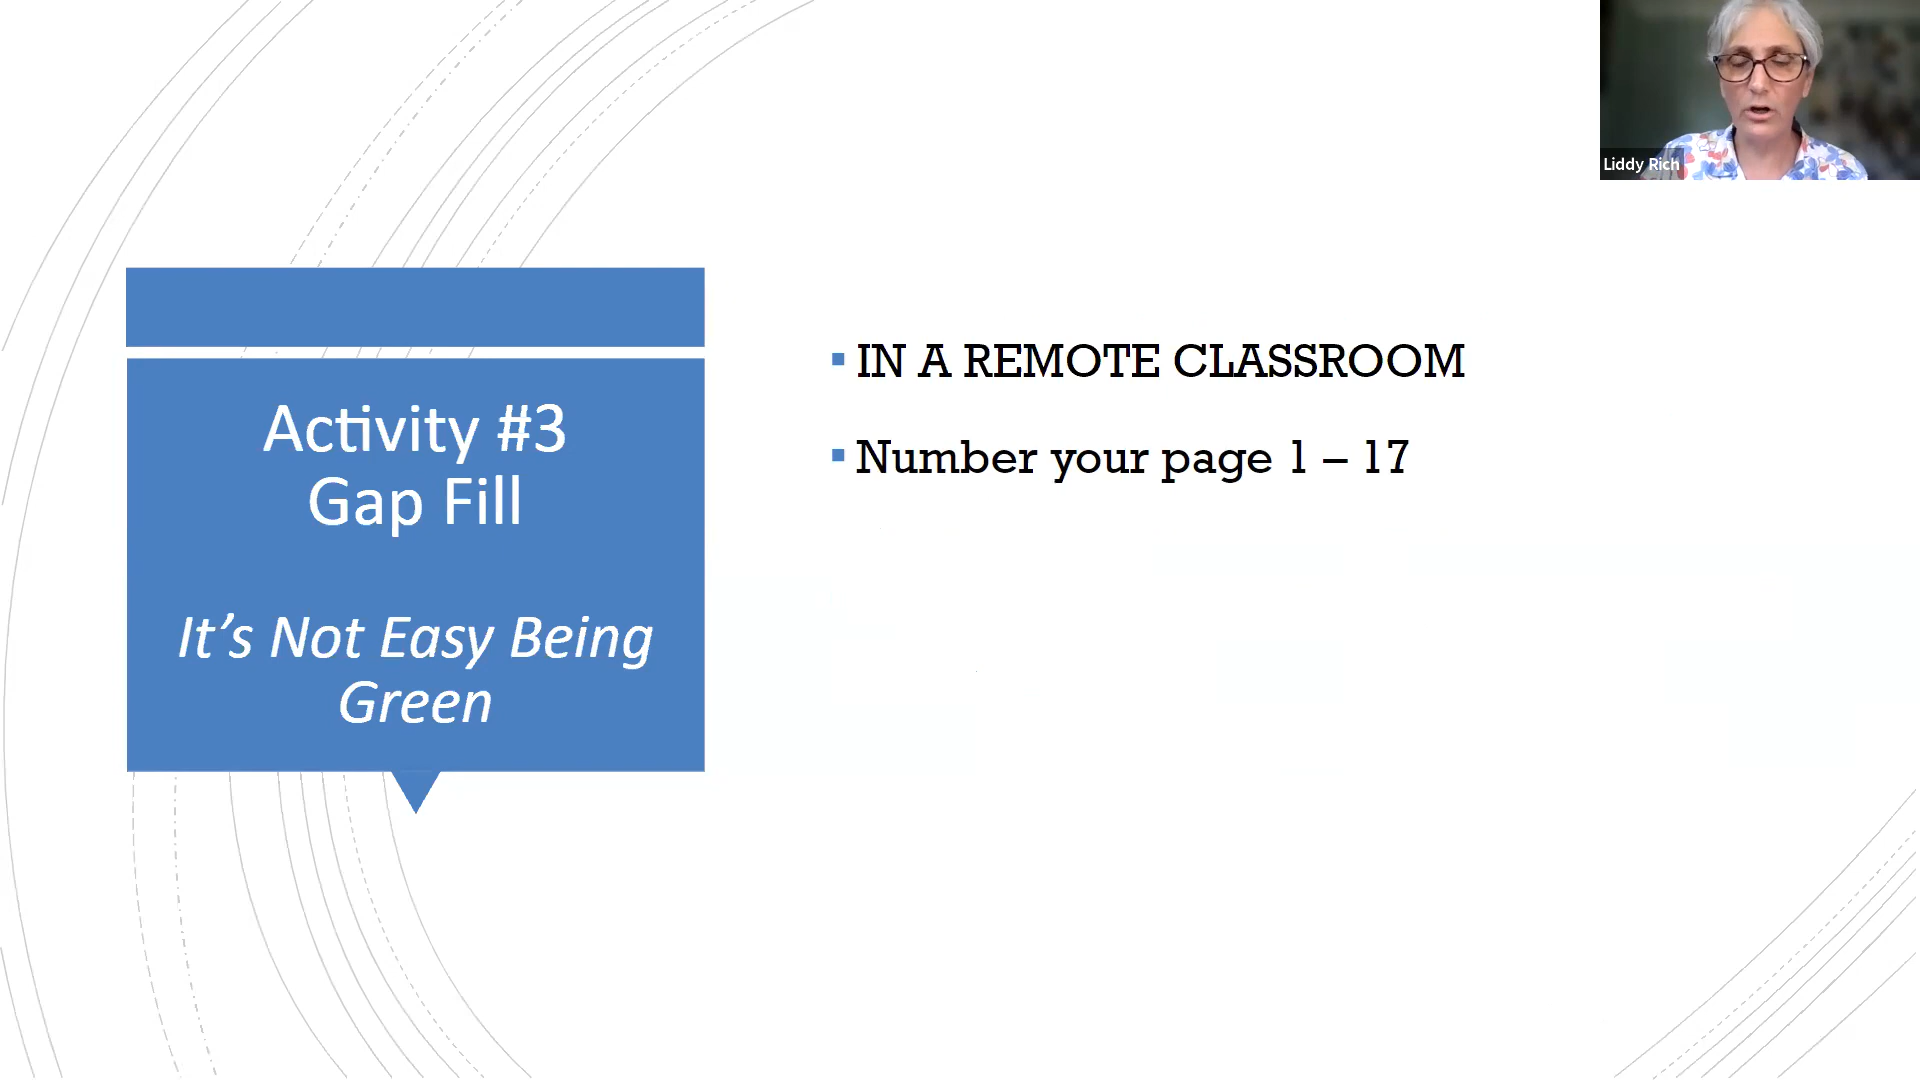 Activity #3
Gap Fill
It’s Not Easy Being
Green
▪ IN A REMOTE CLASSROOM
▪ Number your page 1 – 17
Liddy Rich